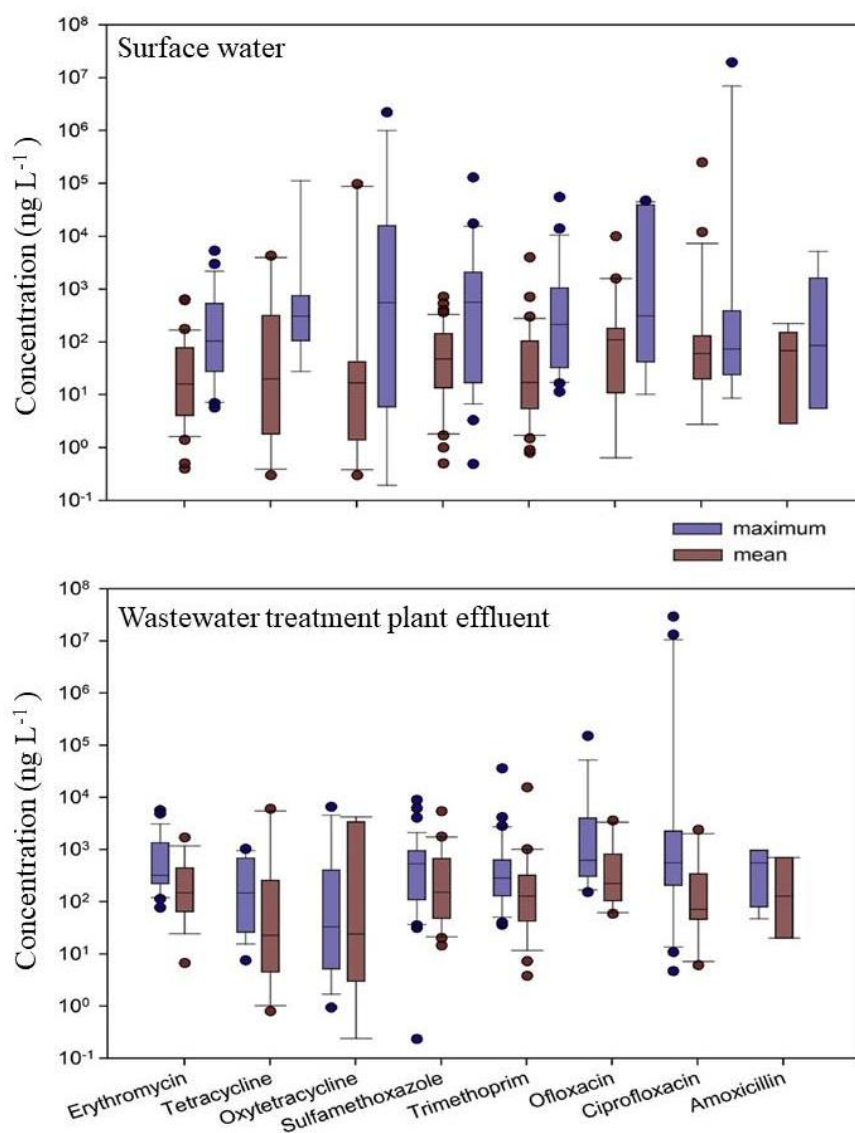 Surface water
Concentration (ng L⁻¹)
10⁸
10⁷
10⁶
10⁵
10⁴
10³
10²
10¹
10⁰
10⁻¹
maximum
mean
Wastewater treatment plant effluent
Concentration (ng L⁻¹)
10⁸
10⁷
10⁶
10⁵
10⁴
10³
10²
10¹
10⁰
10⁻¹
Erythromycin
Tetracycline
Oxytetracycline
Sulfamethoxazole
Trimethoprim
Ofloxacin
Ciprofloxacin
Amoxicillin